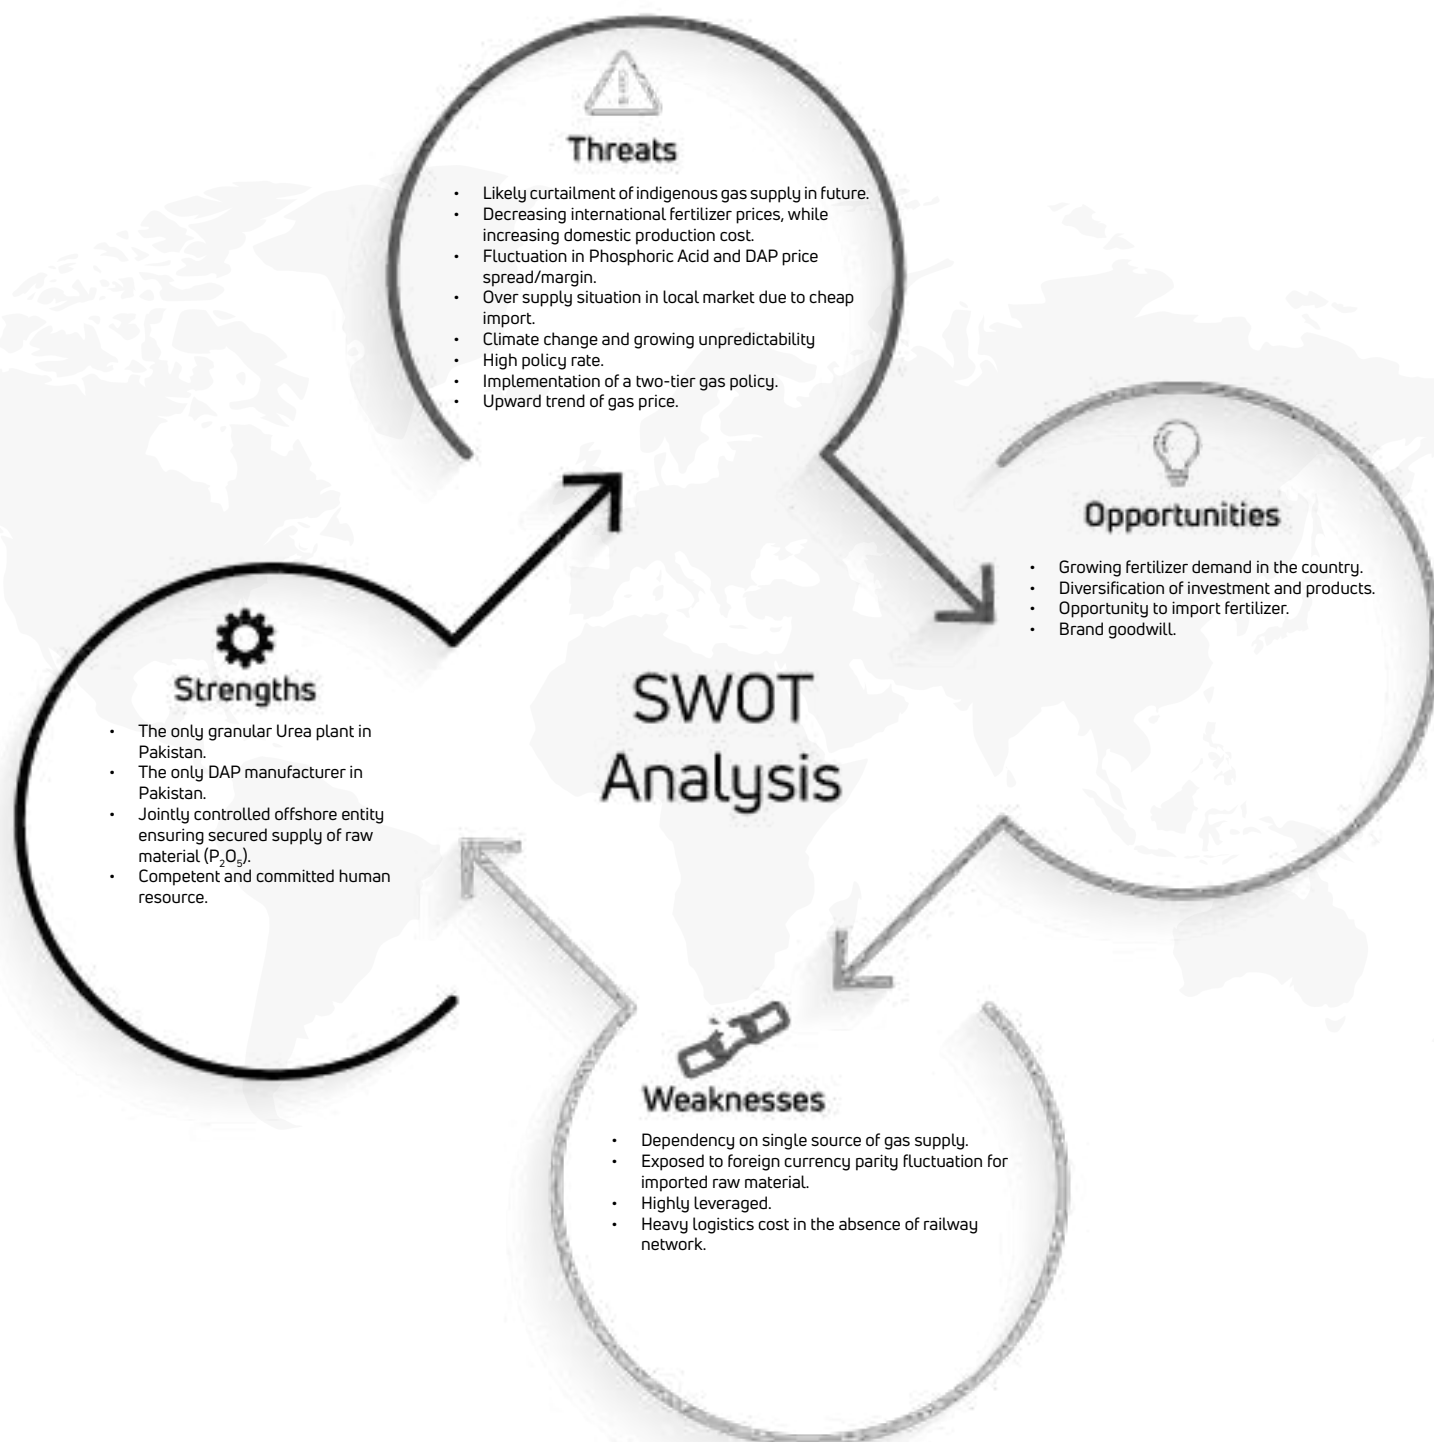 Threats
• Likely curtailment of indigenous gas supply in future.
• Decreasing international fertilizer prices, while
increasing domestic production cost.
• Fluctuation in Phosphoric Acid and DAP price
spread/margin.
• Over supply situation in local market due to cheap
import.
• Climate change and growing unpredictability
• High policy rate.
• Implementation of a two-tier gas policy.
• Upward trend of gas price.
Opportunities
• Growing fertilizer demand in the country.
• Diversification of investment and products.
• Opportunity to import fertilizer.
• Brand goodwill.
SWOT
Analysis
Strengths
• The only granular Urea plant in
Pakistan.
• The only DAP manufacturer in
Pakistan.
• Jointly controlled offshore entity
ensuring secured supply of raw
material (P₂O₅).
• Competent and committed human
resource.
Weaknesses
• Dependency on single source of gas supply.
• Exposed to foreign currency parity fluctuation for
imported raw material.
• Highly leveraged.
• Heavy logistics cost in the absence of railway
network.